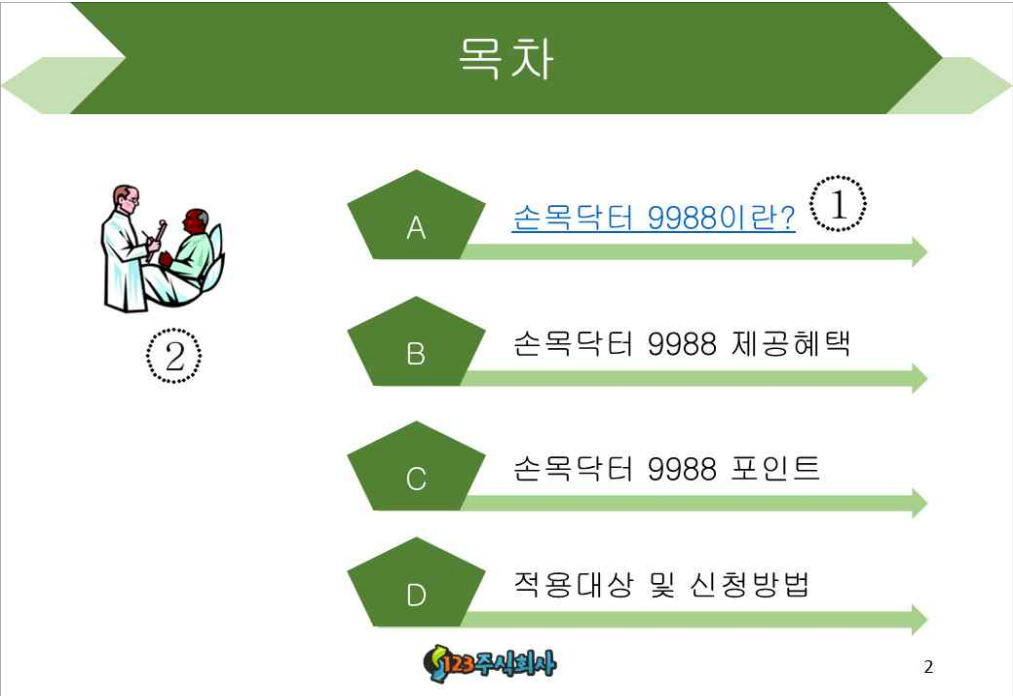 목차
A 손목닥터 9988이란? ①
B 손목닥터 9988 제공혜택
②
C 손목닥터 9988 포인트
D 적용대상 및 신청방법
123주식회사
2